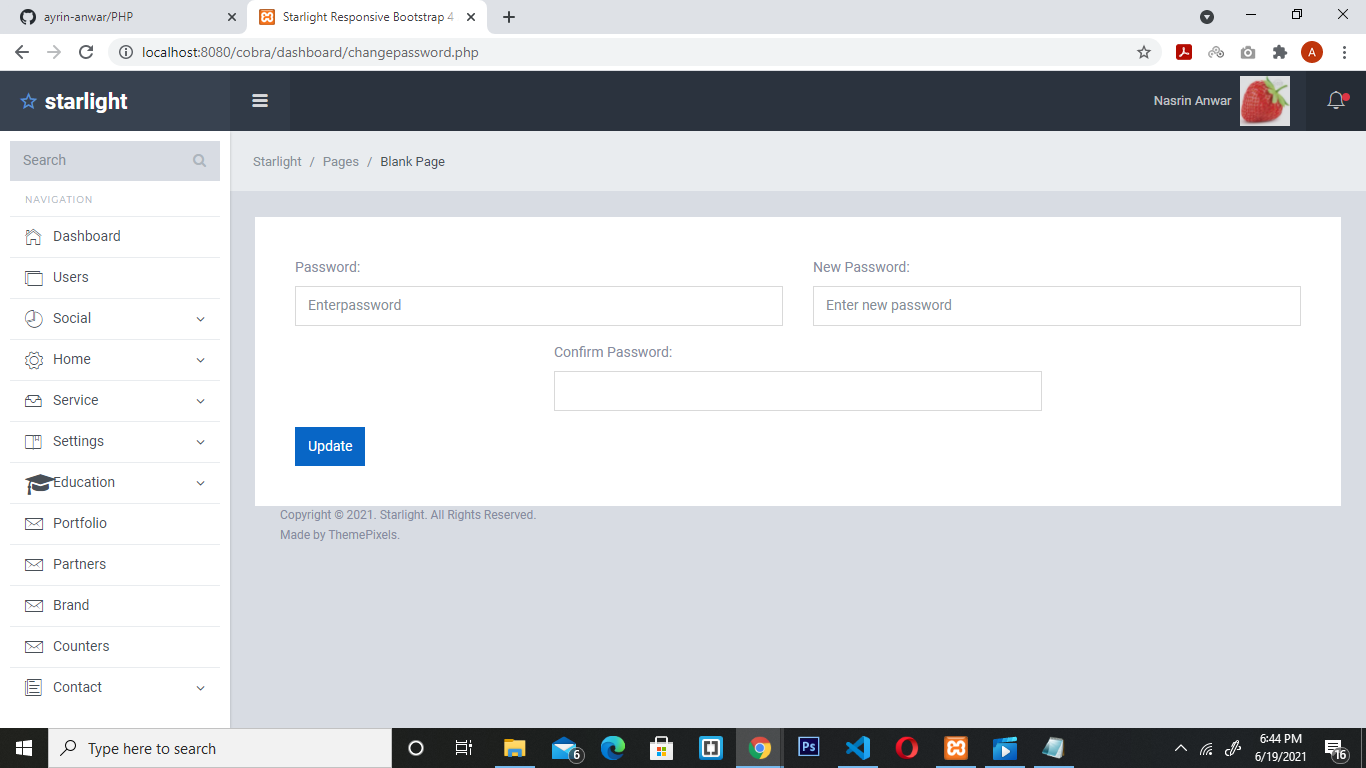 ayrin-anwar/PHP
Starlight Responsive Bootstrap 4
localhost:8080/cobra/dashboard/changepassword.php
A
starlight
Nasrin Anwar
Search
Starlight / Pages / Blank Page
NAVIGATION
Dashboard
Users
Social
Home
Service
Settings
Education
Portfolio
Partners
Brand
Counters
Contact
Password:
New Password:
Enterpassword
Enter new password
Confirm Password:
Update
Copyright © 2021. Starlight. All Rights Reserved.
Made by ThemePixels.
Type here to search
6
Ps
6:44 PM
6/19/2021
16